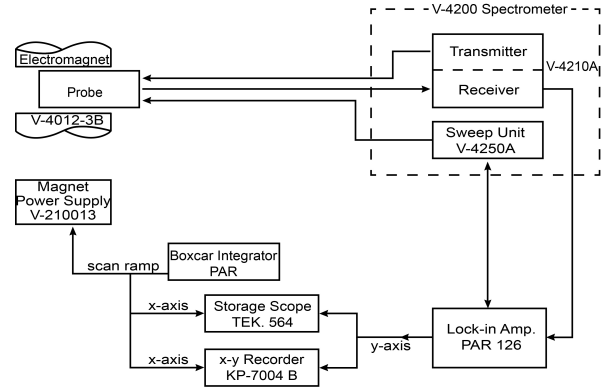 V-4200 Spectrometer
Electromagnet
Transmitter
V-4210A
Probe
Receiver
V-4012-3B
Sweep Unit
V-4250A
Magnet
Power Supply
V-210013
Boxcar Integrator
PAR
scan ramp
x-axis
Storage Scope
TEK. 564
Lock-in Amp.
PAR 126
y-axis
x-axis
x-y Recorder
KP-7004 B